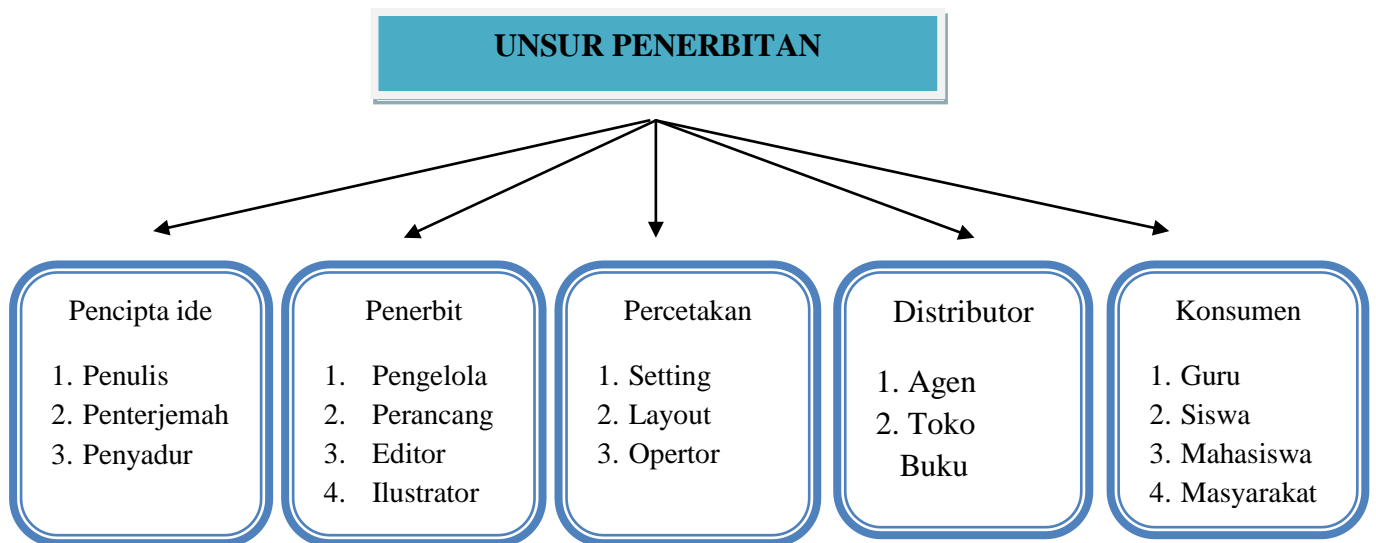 UNSUR PENERBITAN
Pencipta ide
1. Penulis
2. Penterjemah
3. Penyadur
Penerbit
1. Pengelola
2. Perancang
3. Editor
4. Ilustrator
Percetakan
1. Setting
2. Layout
3. Opertor
Distributor
1. Agen
2. Toko
Buku
Konsumen
1. Guru
2. Siswa
3. Mahasiswa
4. Masyarakat